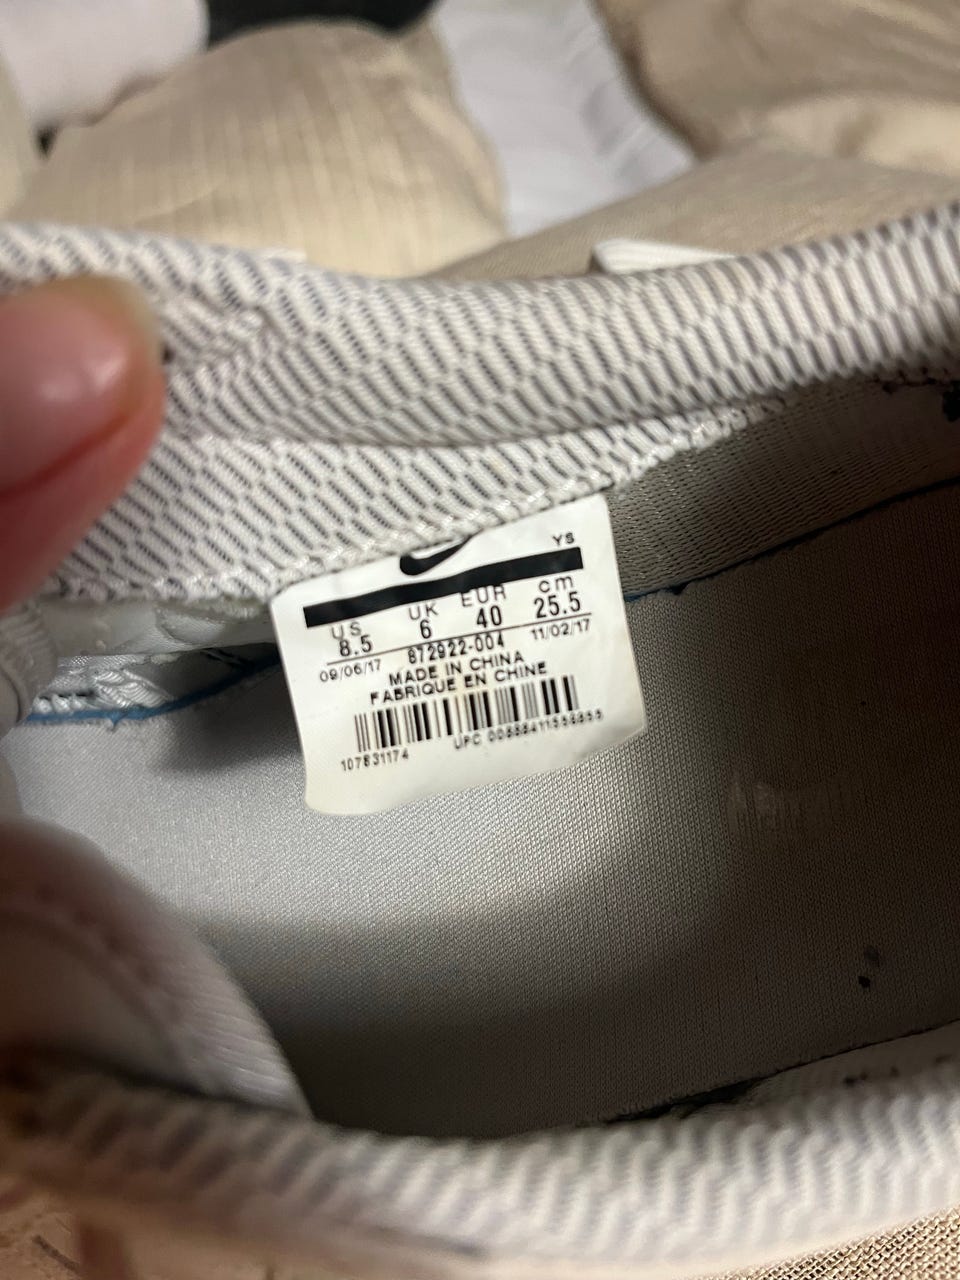 YS
US UK EUR cm
8.5 6 40 25.5
09/06/17 872922-004 11/02/17
MADE IN CHINA
FABRIQUE EN CHINE
107831174 UPC